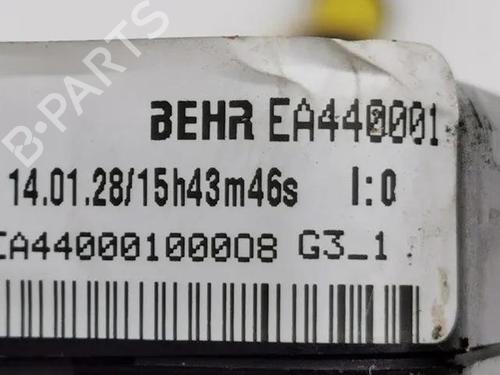 BEHR EA440001
14.01.28/15h43m46s I:0
EA44000100008 G3_1
B-PARTS